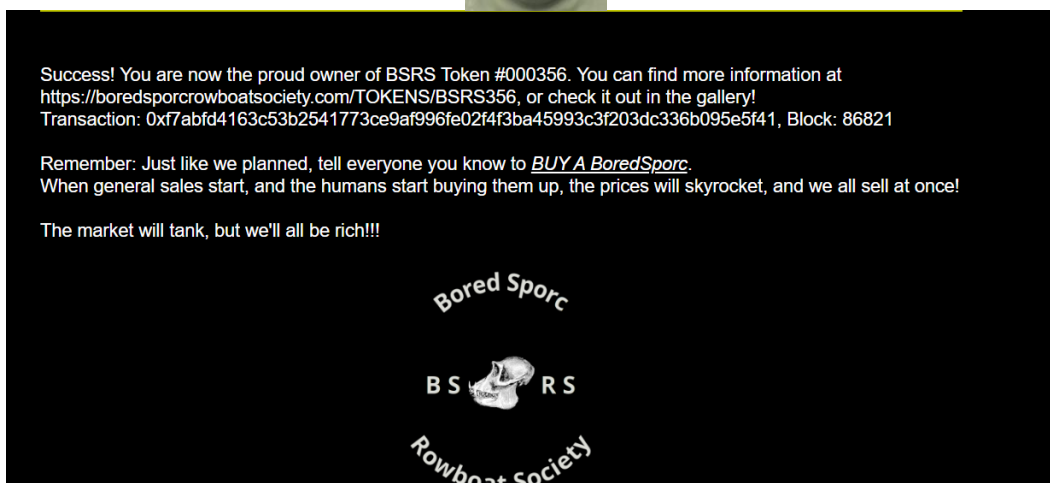 Success! You are now the proud owner of BSRS Token #000356. You can find more information at
https://boredsporcrowboatsociety.com/TOKENS/BSRS356, or check it out in the gallery!
Transaction: 0xf7abfd4163c53b2541773ce9af996fe02f4f3ba45993c3f203dc336b095e5f41, Block: 86821
Remember: Just like we planned, tell everyone you know to BUY A BoredSporc.
When general sales start, and the humans start buying them up, the prices will skyrocket, and we all sell at once!
The market will tank, but we'll all be rich!!!
Bored Sporc
BS RS
Rowboat Society